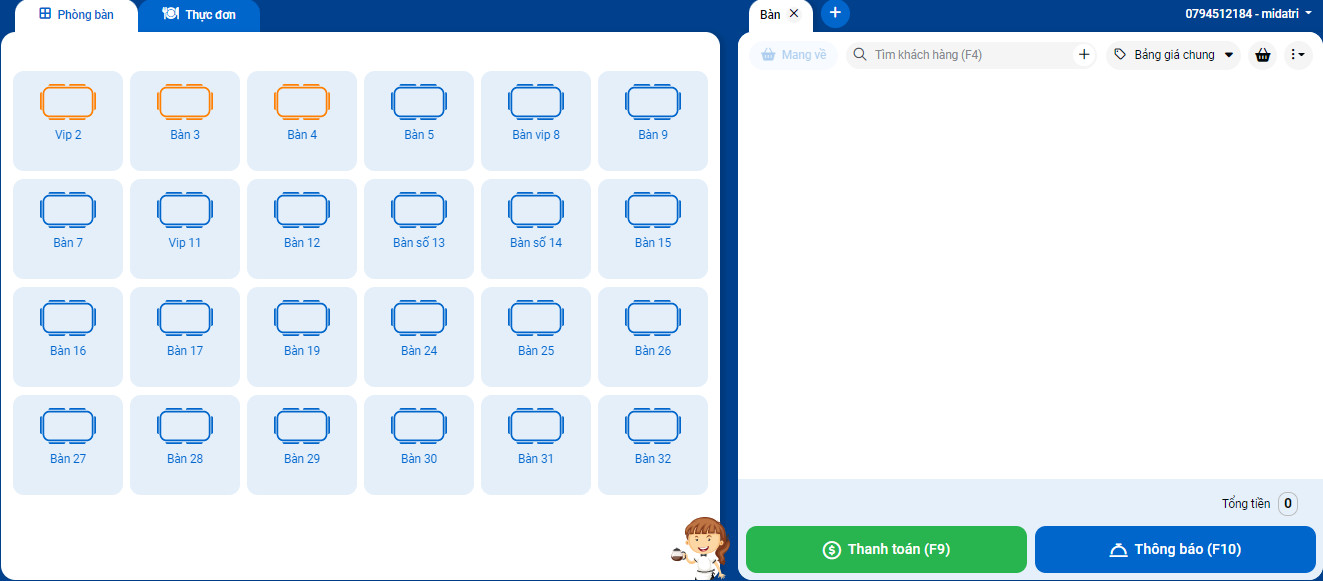 Phòng bàn
Thực đơn
Bàn
0794512184 - midatri
Mang về
Tìm khách hàng (F4)
Bảng giá chung
Vip 2
Bàn 3
Bàn 4
Bàn 5
Bàn vip 8
Bàn 9
Bàn 7
Vip 11
Bàn 12
Bàn số 13
Bàn số 14
Bàn 15
Bàn 16
Bàn 17
Bàn 19
Bàn 24
Bàn 25
Bàn 26
Bàn 27
Bàn 28
Bàn 29
Bàn 30
Bàn 31
Bàn 32
Tổng tiền 0
Thanh toán (F9)
Thông báo (F10)